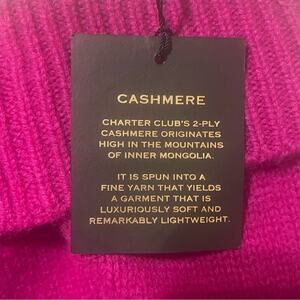 CASHMERE
CHARTER CLUB'S 2-PLY
CASHMERE ORIGINATES
HIGH IN THE MOUNTAINS
OF INNER MONGOLIA.
IT IS SPUN INTO A
FINE YARN THAT YIELDS
A GARMENT THAT IS
LUXURIOUSLY SOFT AND
REMARKABLY LIGHTWEIGHT.